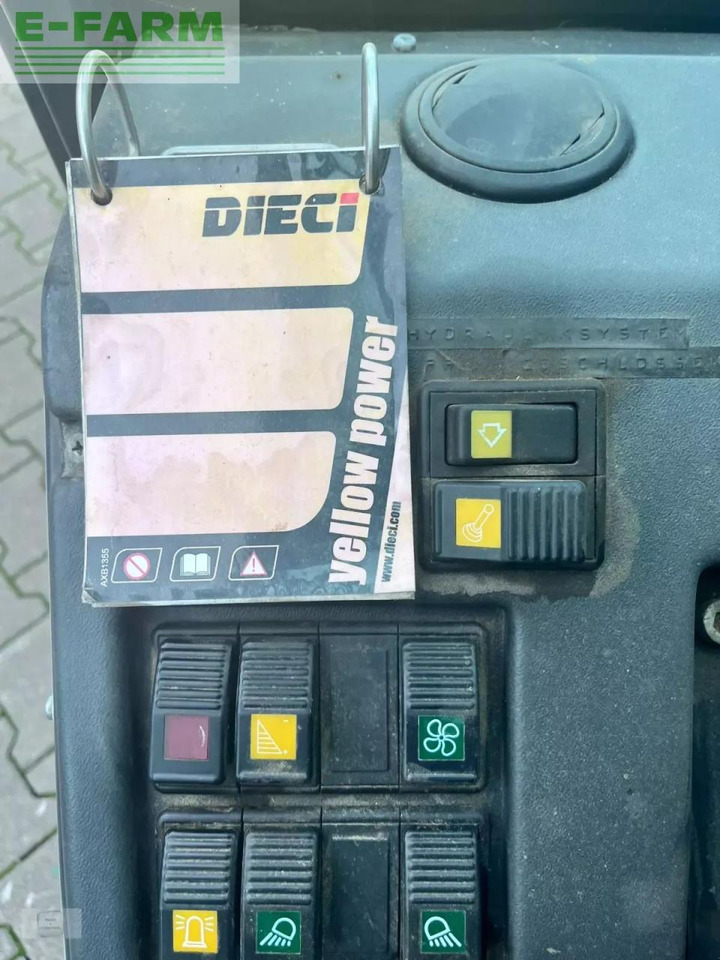 E-FARM
DIECI
yellow power
www.dieci.com
AXB1355